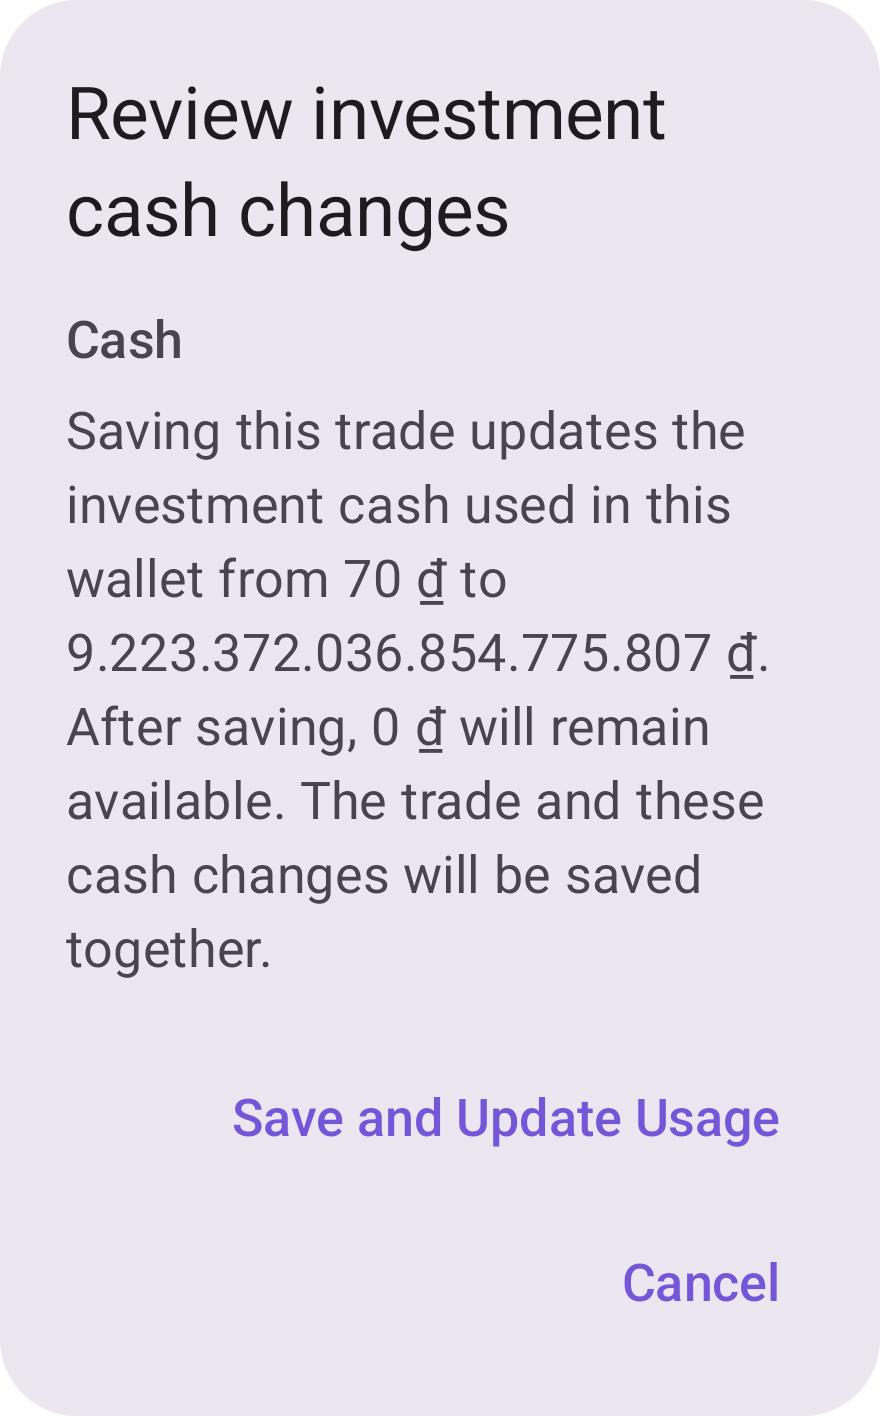 Review investment
cash changes
Cash
Saving this trade updates the
investment cash used in this
wallet from 70 ₫ to
9.223.372.036.854.775.807 ₫.
After saving, 0 ₫ will remain
available. The trade and these
cash changes will be saved
together.
Save and Update Usage
Cancel